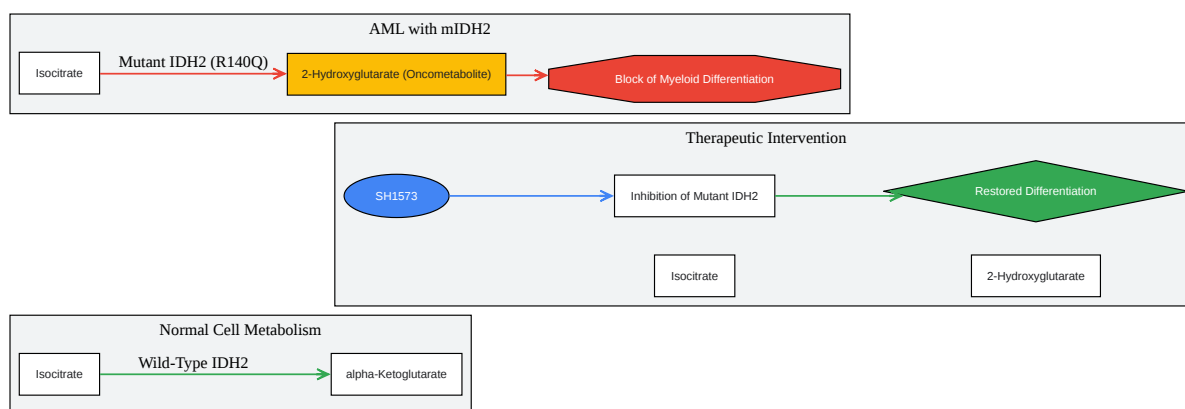 AML with mIDH2
Isocitrate
Mutant IDH2 (R140Q)
2-Hydroxyglutarate (Oncometabolite)
Block of Myeloid Differentiation
Therapeutic Intervention
SH1573
Inhibition of Mutant IDH2
Restored Differentiation
Isocitrate
2-Hydroxyglutarate
Normal Cell Metabolism
Isocitrate
Wild-Type IDH2
alpha-Ketoglutarate